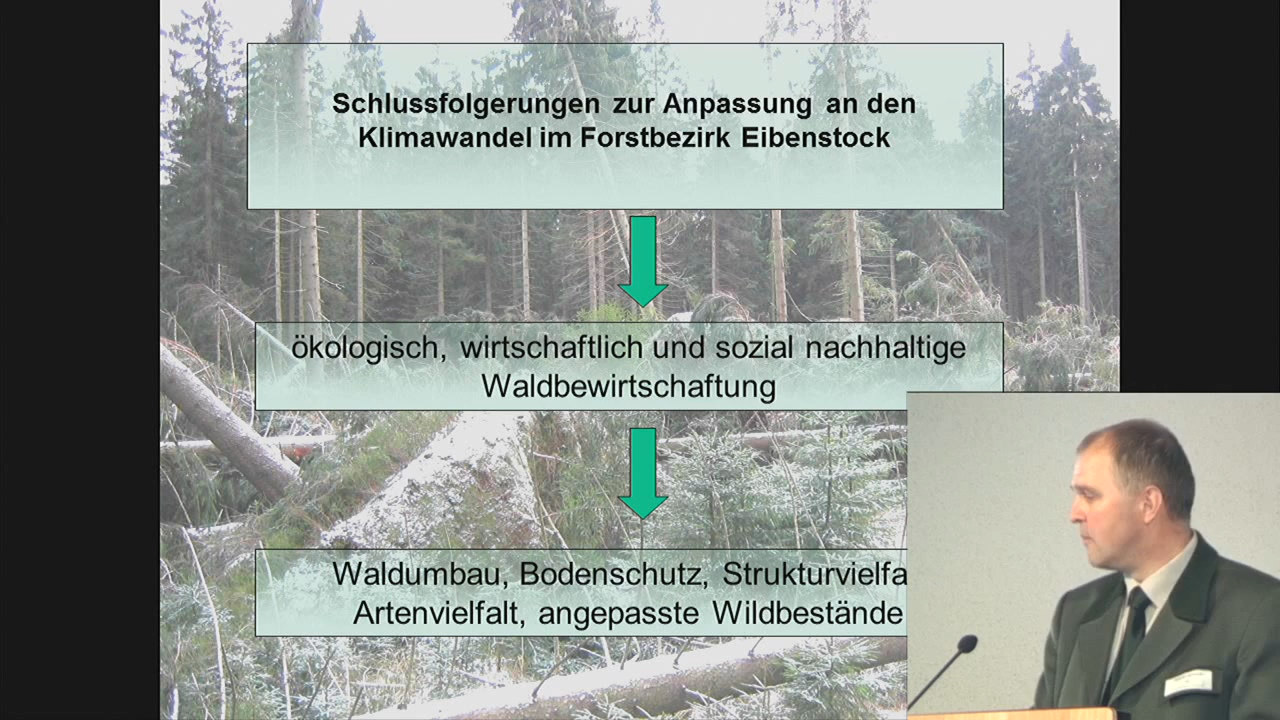 Schlussfolgerungen zur Anpassung an den
Klimawandel im Forstbezirk Eibenstock
ökologisch, wirtschaftlich und sozial nachhaltige
Waldbewirtschaftung
Waldumbau, Bodenschutz, Strukturvielfa
Artenvielfalt, angepasste Wildbestände